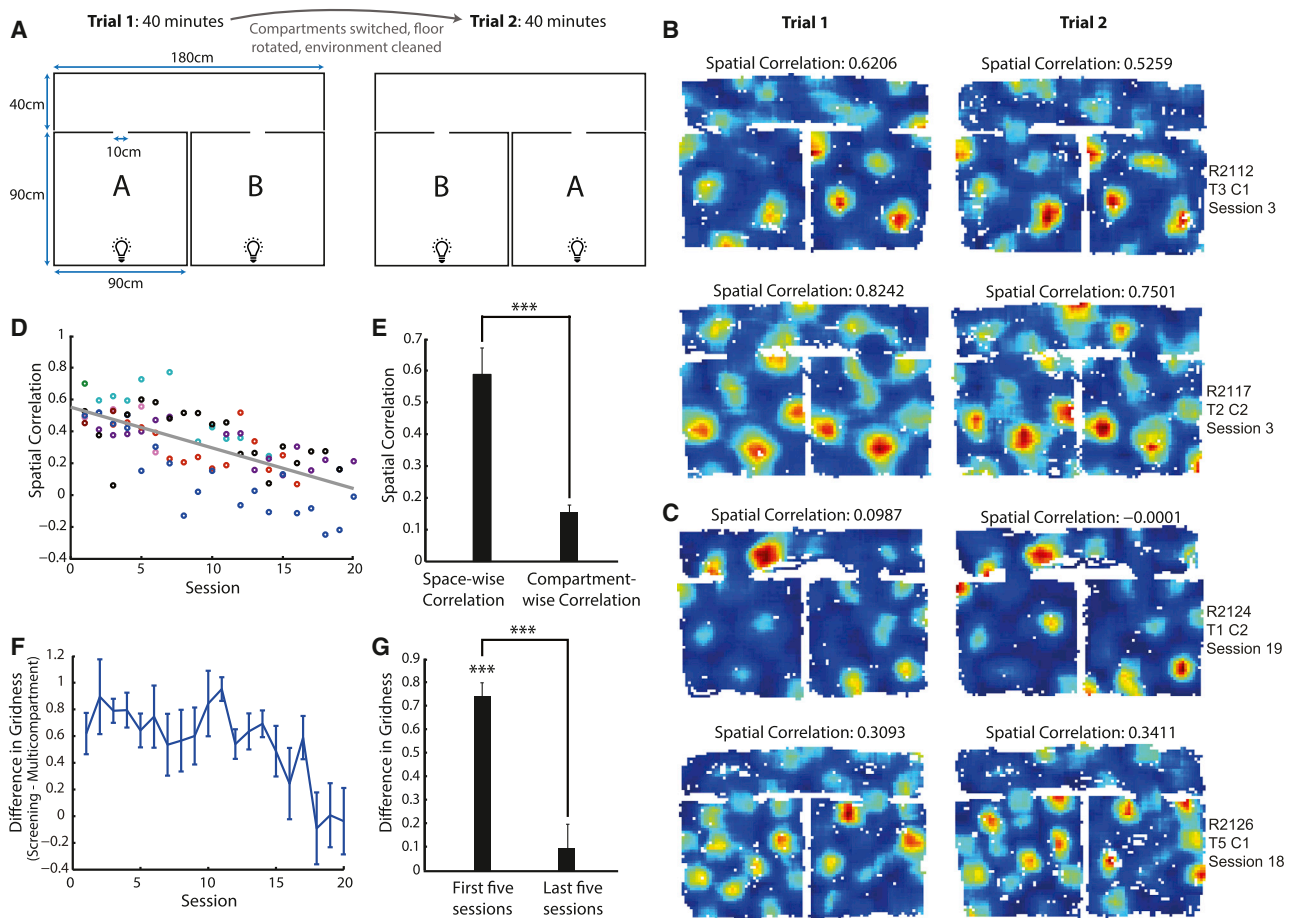 A
Trial 1: 40 minutes
Compartments switched, floor
rotated, environment cleaned
Trial 2: 40 minutes
180cm
40cm
10cm
90cm
A
B
90cm
B
A
B
Trial 1
Trial 2
Spatial Correlation: 0.6206
Spatial Correlation: 0.5259
R2112
T3 C1
Session 3
Spatial Correlation: 0.8242
Spatial Correlation: 0.7501
R2117
T2 C2
Session 3
C
Spatial Correlation: 0.0987
Spatial Correlation: −0.0001
R2124
T1 C2
Session 19
Spatial Correlation: 0.3093
Spatial Correlation: 0.3411
R2126
T5 C1
Session 18
D
Spatial Correlation
1
0.8
0.6
0.4
0.2
0
−0.2
−0.4
0 5 10 15 20
Session
E
Spatial Correlation
0.7
0.6
0.5
0.4
0.3
0.2
0.1
0
***
Space-wise
Correlation
Compartment-
wise Correlation
F
Difference in Gridness
(Screening - Multicompartment)
1.2
1
0.8
0.6
0.4
0.2
0
−0.2
−0.4
0 5 10 15 20
Session
G
Difference in Gridness
0.9
0.8
0.7
0.6
0.5
0.4
0.3
0.2
0.1
0
***
***
First five
sessions
Last five
sessions